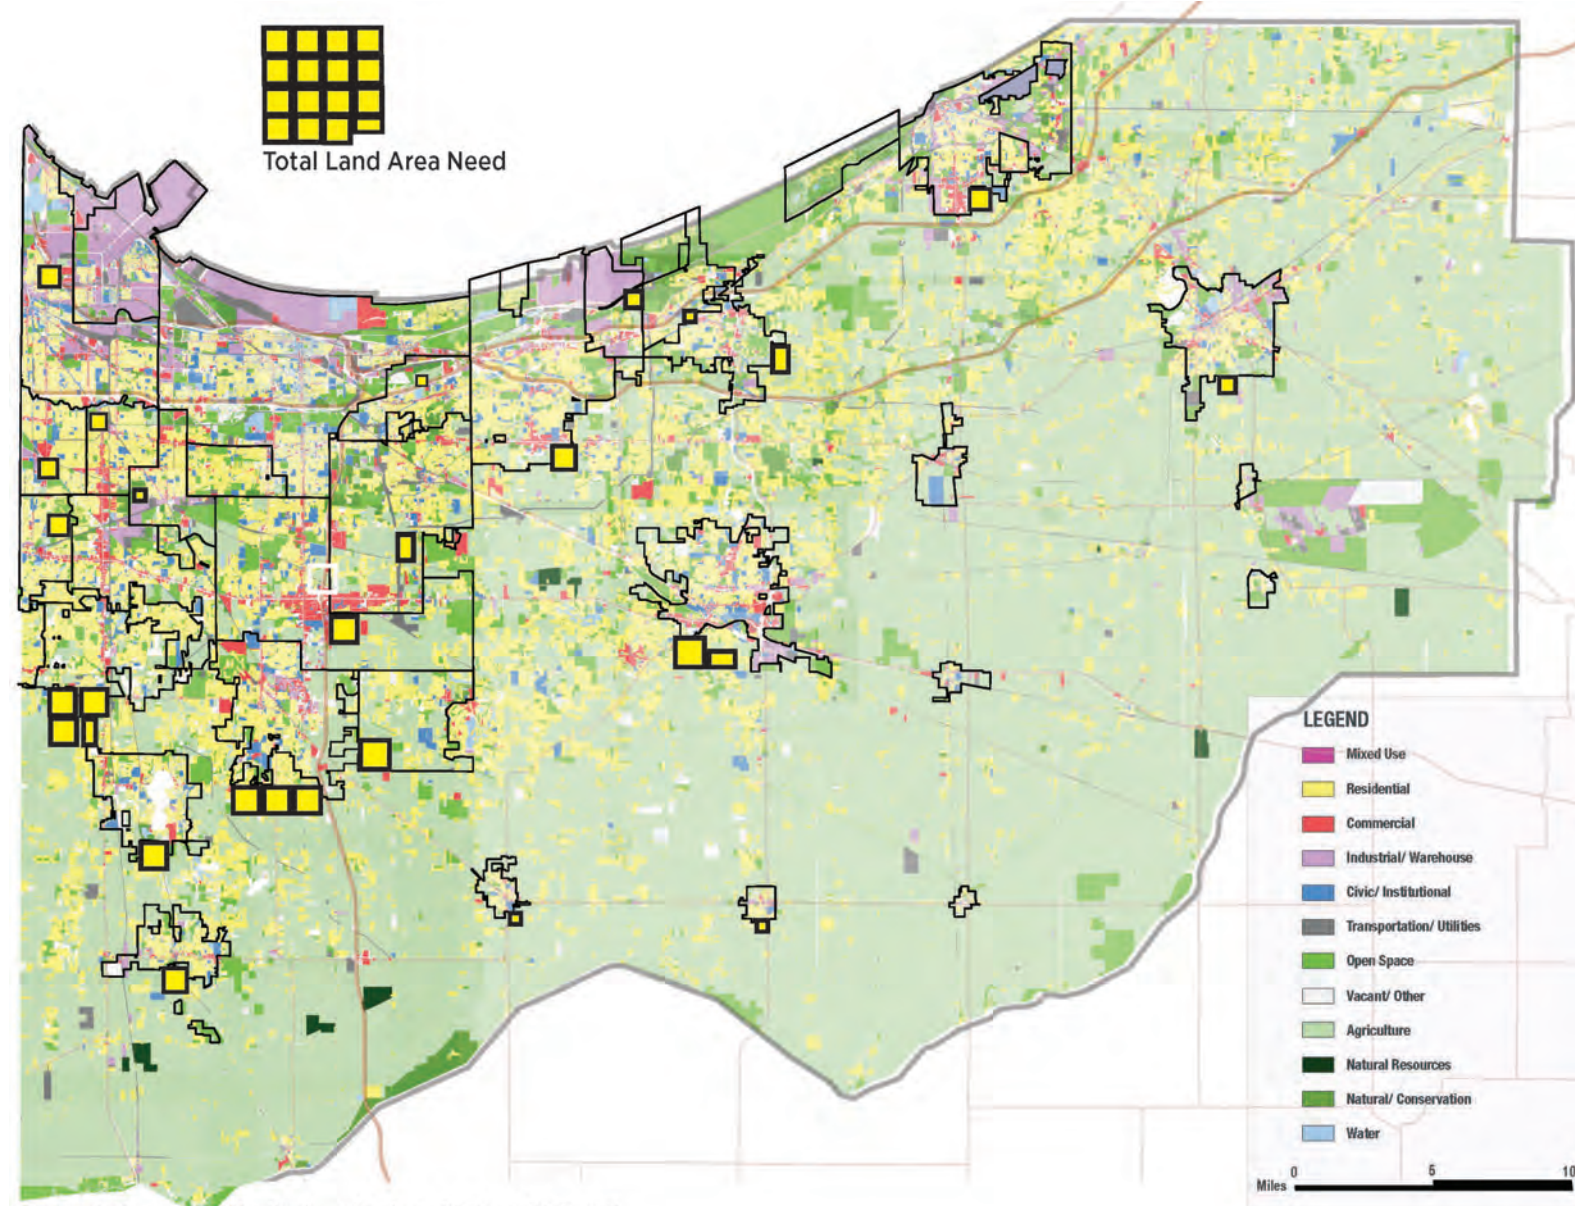 Total Land Area Need
LEGEND
Mixed Use
Residential
Commercial
Industrial/ Warehouse
Civic/ Institutional
Transportation/ Utilities
Open Space
Vacant/ Other
Agriculture
Natural Resources
Natural/ Conservation
Water
Miles 0 5 10